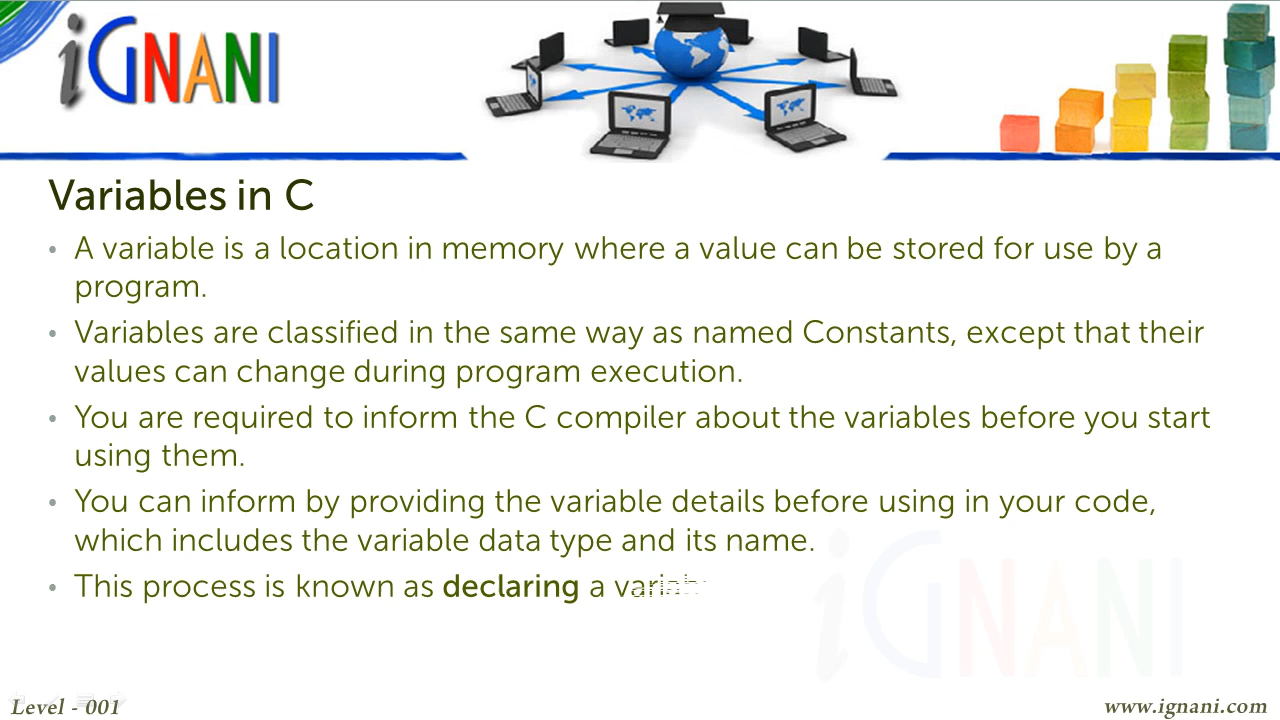 iGNANI
Variables in C
• A variable is a location in memory where a value can be stored for use by a
program.
• Variables are classified in the same way as named Constants, except that their
values can change during program execution.
• You are required to inform the C compiler about the variables before you start
using them.
• You can inform by providing the variable details before using in your code,
which includes the variable data type and its name.
• This process is known as declaring a
iGNANI
Level - 001
www.ignani.com